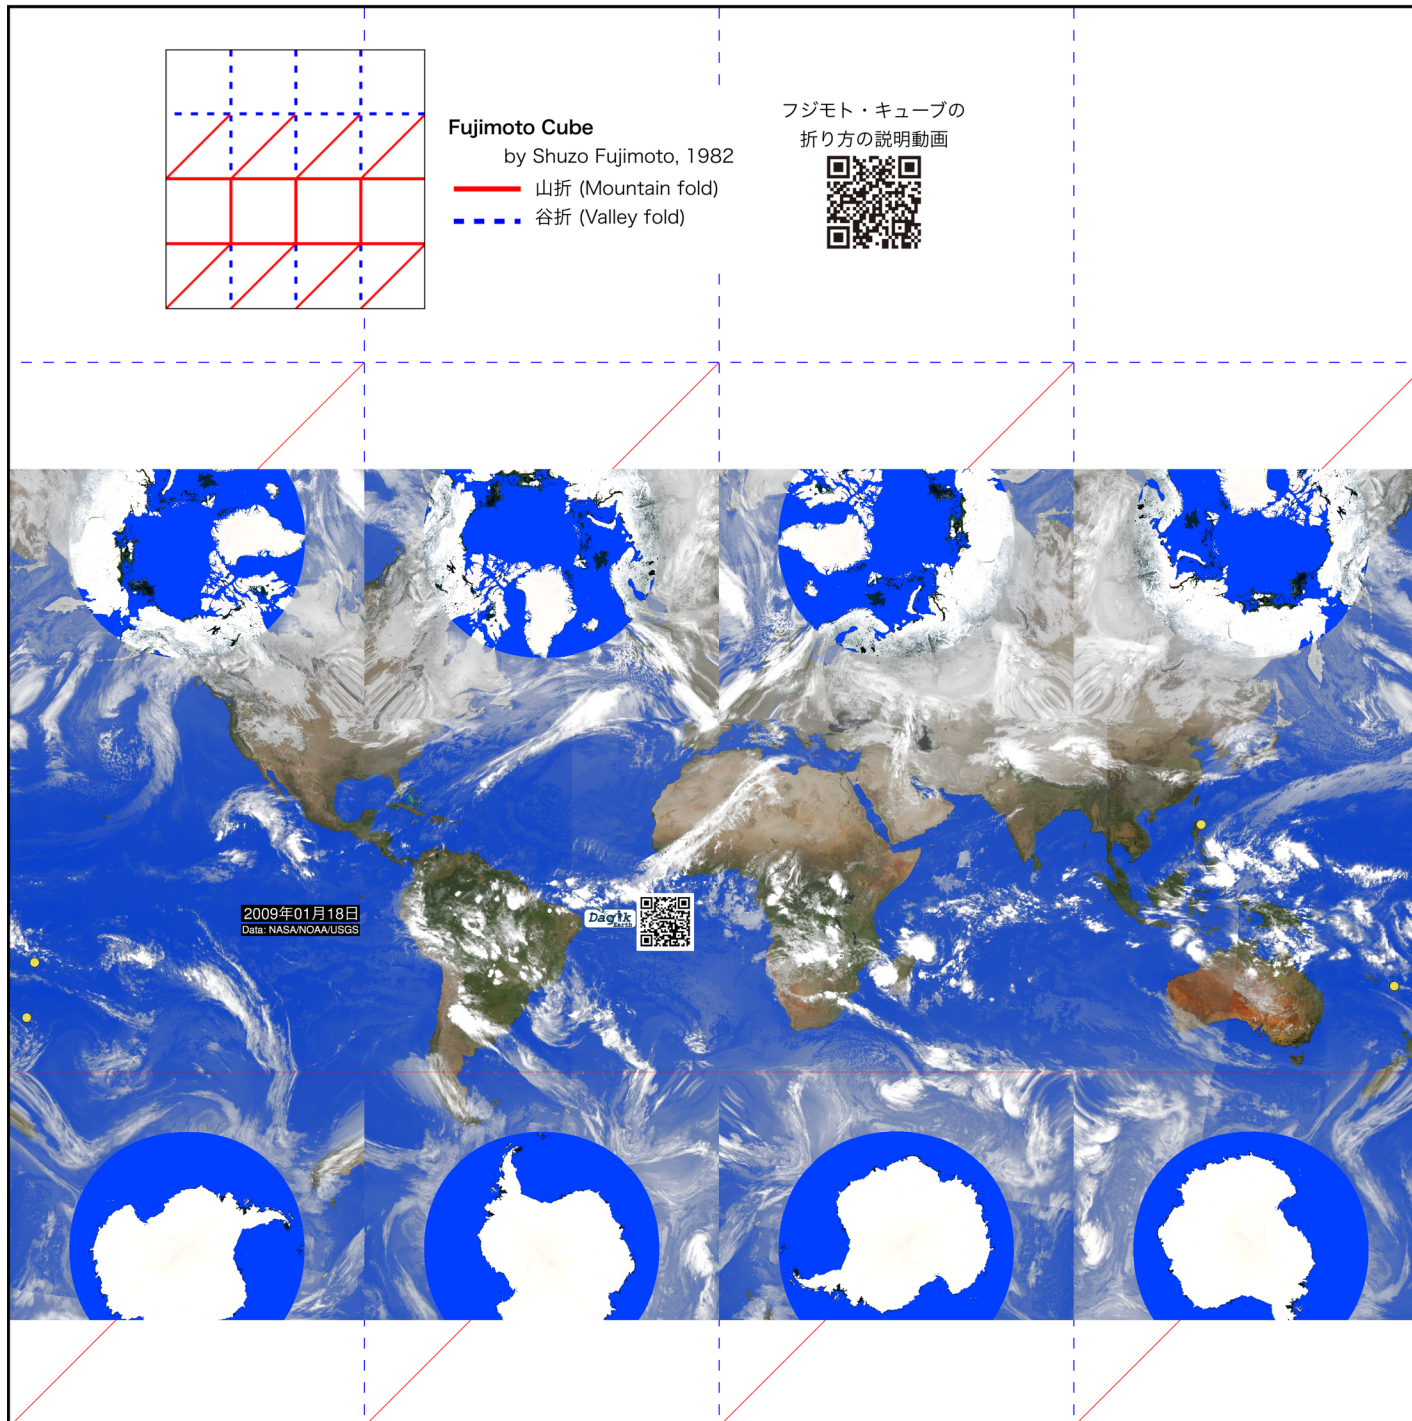 Fujimoto Cube
by Shuzo Fujimoto, 1982
山折 (Mountain fold)
谷折 (Valley fold)
フジモト・キューブの
折り方の説明動画
2009年01月18日
Data: NASA/NOAA/USGS
Dagik
Earth